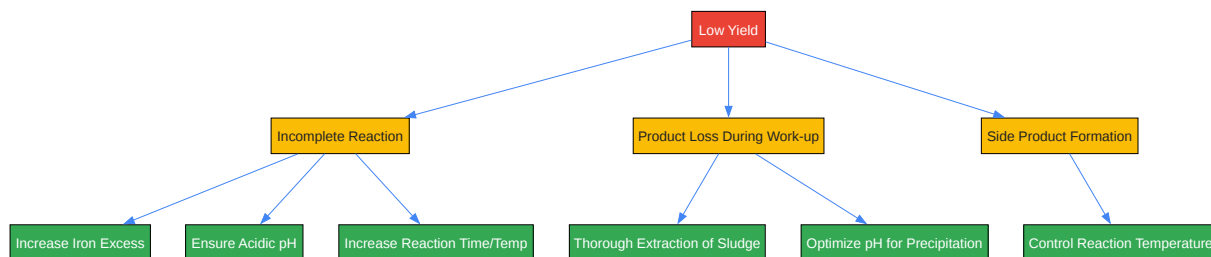 Low Yield
Incomplete Reaction
Product Loss During Work-up
Side Product Formation
Increase Iron Excess
Ensure Acidic pH
Increase Reaction Time/Temp
Thorough Extraction of Sludge
Optimize pH for Precipitation
Control Reaction Temperature